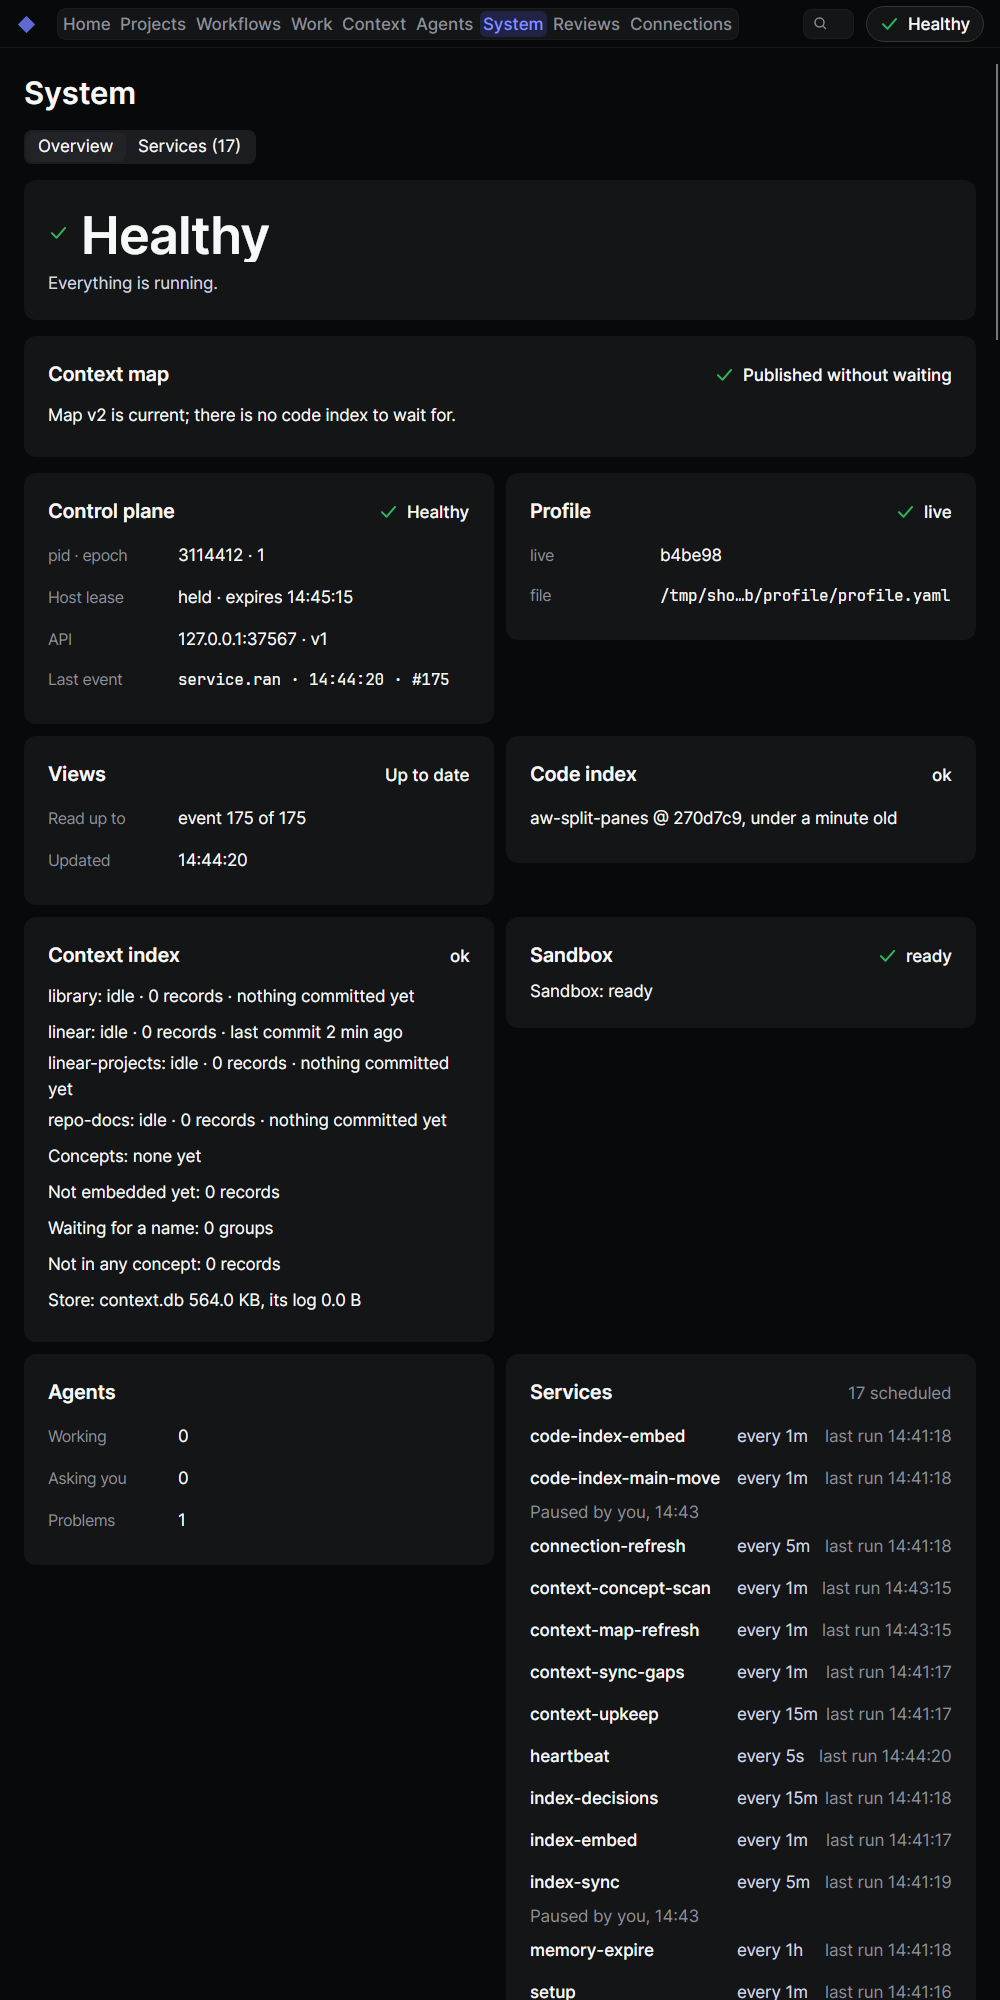 Home Projects Workflows Work Context Agents System Reviews Connections
Healthy
System
Overview Services (17)
Healthy
Everything is running.
Context map
Published without waiting
Map v2 is current; there is no code index to wait for.
Control plane
Healthy
pid · epoch 3114412 · 1
Host lease held · expires 14:45:15
API 127.0.0.1:37567 · v1
Last event service.ran · 14:44:20 · #175
Profile
live
live b4be98
file /tmp/sho…b/profile/profile.yaml
Views
Up to date
Read up to event 175 of 175
Updated 14:44:20
Code index
ok
aw-split-panes @ 270d7c9, under a minute old
Context index
ok
library: idle · 0 records · nothing committed yet
linear: idle · 0 records · last commit 2 min ago
linear-projects: idle · 0 records · nothing committed
yet
repo-docs: idle · 0 records · nothing committed yet
Concepts: none yet
Not embedded yet: 0 records
Waiting for a name: 0 groups
Not in any concept: 0 records
Store: context.db 564.0 KB, its log 0.0 B
Sandbox
ready
Sandbox: ready
Agents
Working 0
Asking you 0
Problems 1
Services
17 scheduled
code-index-embed every 1m last run 14:41:18
code-index-main-move every 1m last run 14:41:18
Paused by you, 14:43
connection-refresh every 5m last run 14:41:18
context-concept-scan every 1m last run 14:43:15
context-map-refresh every 1m last run 14:43:15
context-sync-gaps every 1m last run 14:41:17
context-upkeep every 15m last run 14:41:17
heartbeat every 5s last run 14:44:20
index-decisions every 15m last run 14:41:18
index-embed every 1m last run 14:41:17
index-sync every 5m last run 14:41:19
Paused by you, 14:43
memory-expire every 1h last run 14:41:18
setup every 1m last run 14:41:16